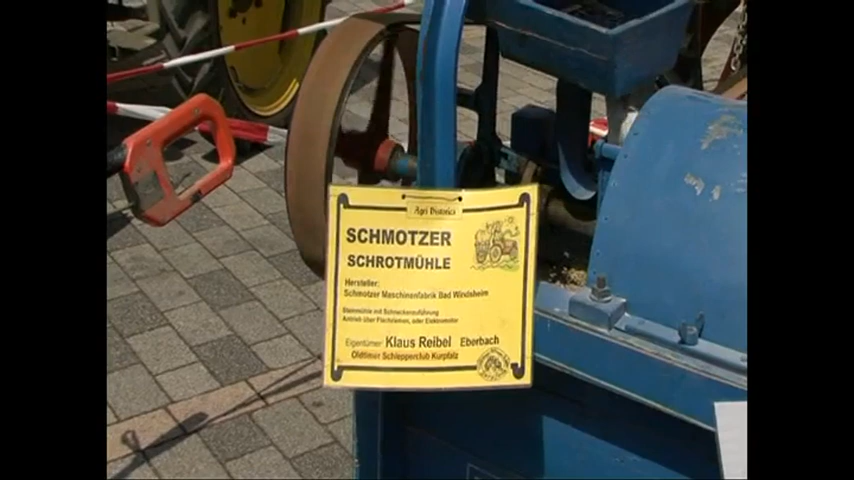 Agri Historica
SCHMOTZER
SCHROTMÜHLE
Hersteller:
Schmotzer Maschinenfabrik Bad Windsheim
Steinmühle mit Schneckenzuführung
Antrieb über Flachriemen, oder Elektromotor
Eigentümer: Klaus Reibel Eberbach
Oldtimer Schlepperclub Kurpfalz